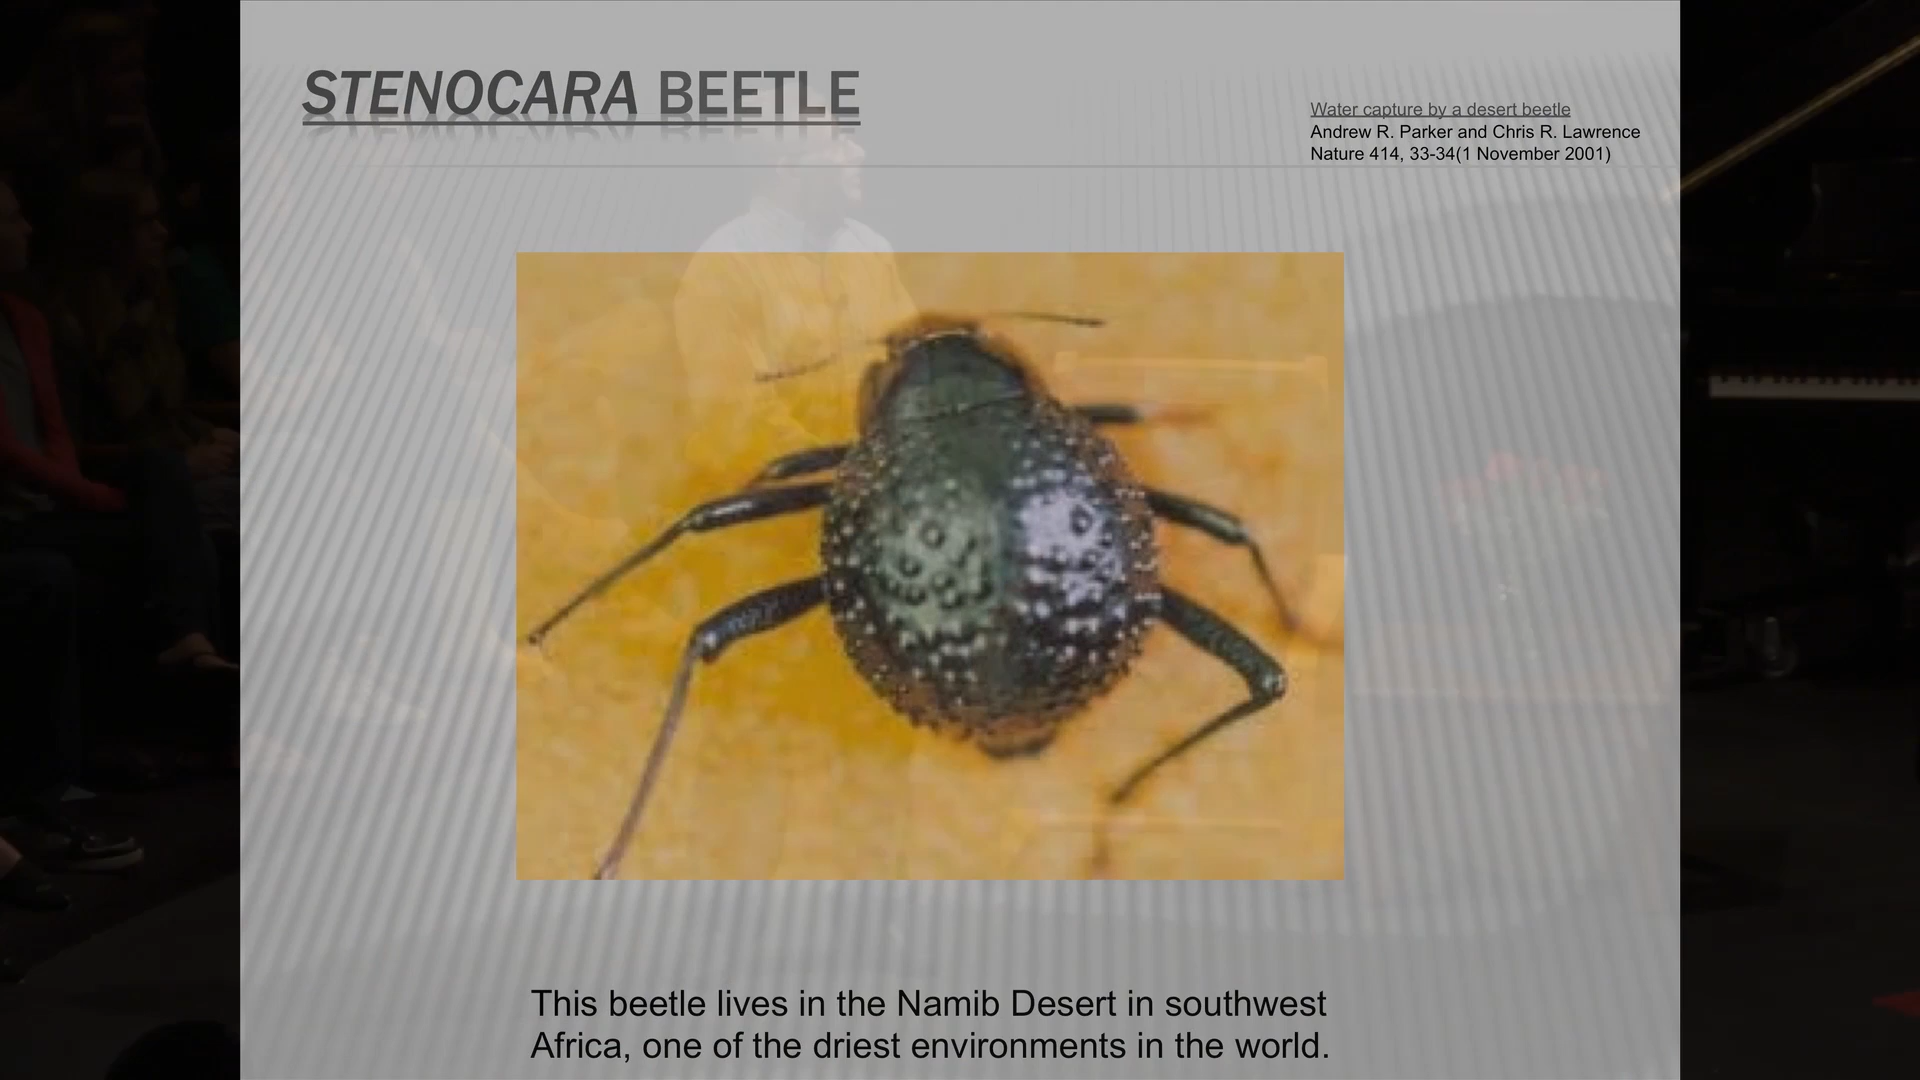 STENOCARA BEETLE
Water capture by a desert beetle
Andrew R. Parker and Chris R. Lawrence
Nature 414, 33-34(1 November 2001)
This beetle lives in the Namib Desert in southwest
Africa, one of the driest environments in the world.